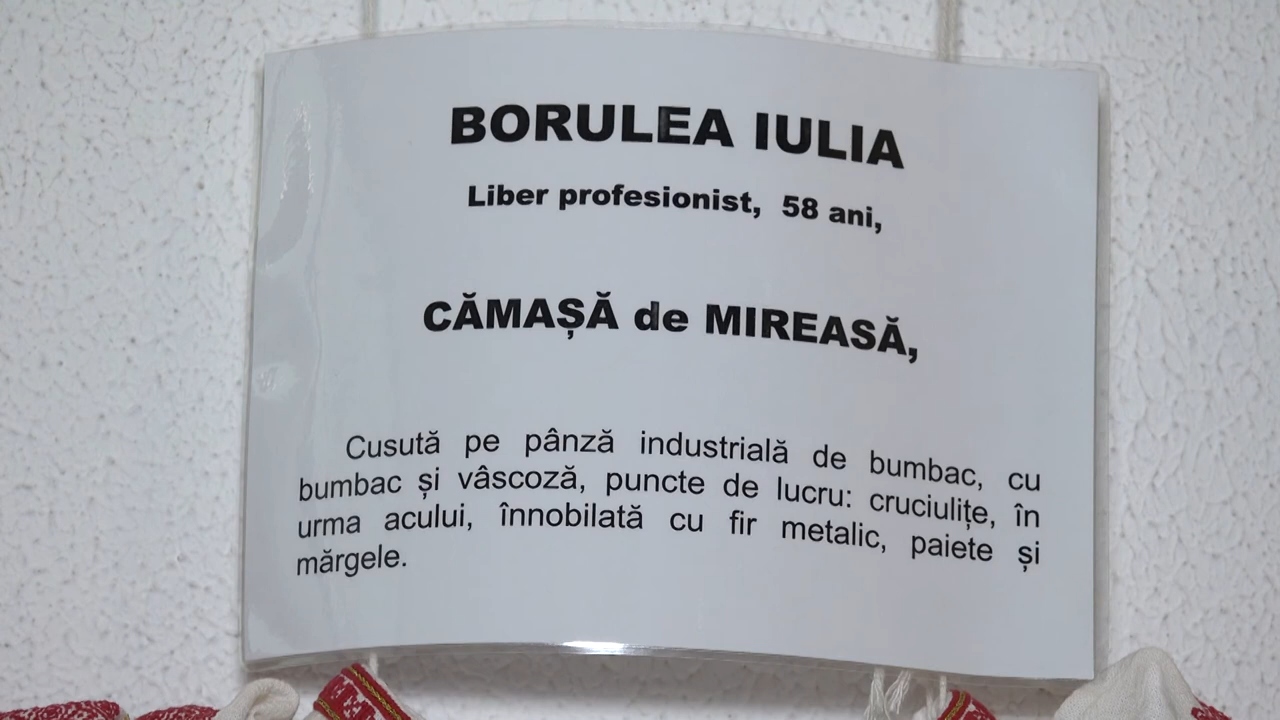 BORULEA IULIA
Liber profesionist, 58 ani,
CĂMAȘĂ de MIREASĂ,
Cusută pe pânză industrială de bumbac, cu
bumbac și vâscoză, puncte de lucru: cruciulițe, în
urma acului, înnobilată cu fir metalic, paiete și
mărgele.